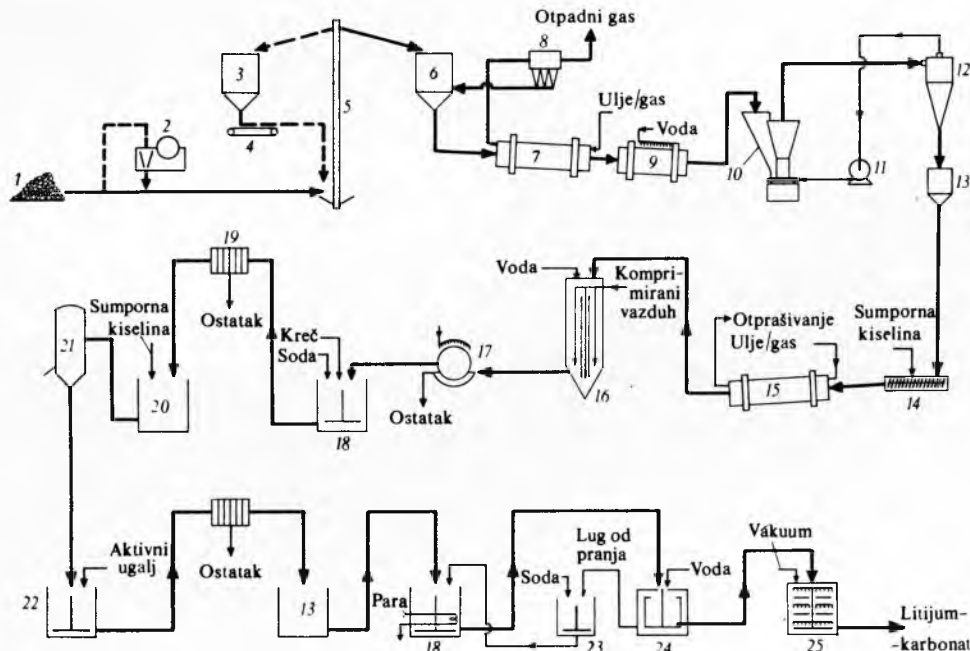 Otpadni gas
8
3
6
5
12
Ulje/gas
2
4
Voda
1
7
9
10
11
13
19
Voda
Kompri-
mirani
vazduh
Sumporna
kiselina
Ostatak
Kreč
Soda
17
Otprašivanje
Ulje/gas
Sumporna
kiselina
21
20
Ostatak
16
15
14
18
Aktivni
ugalj
Ostatak
Lug od
pranja
Vakuum
Soda
Voda
22
13
Para
18
23
24
25
Litijum-
-karbonat